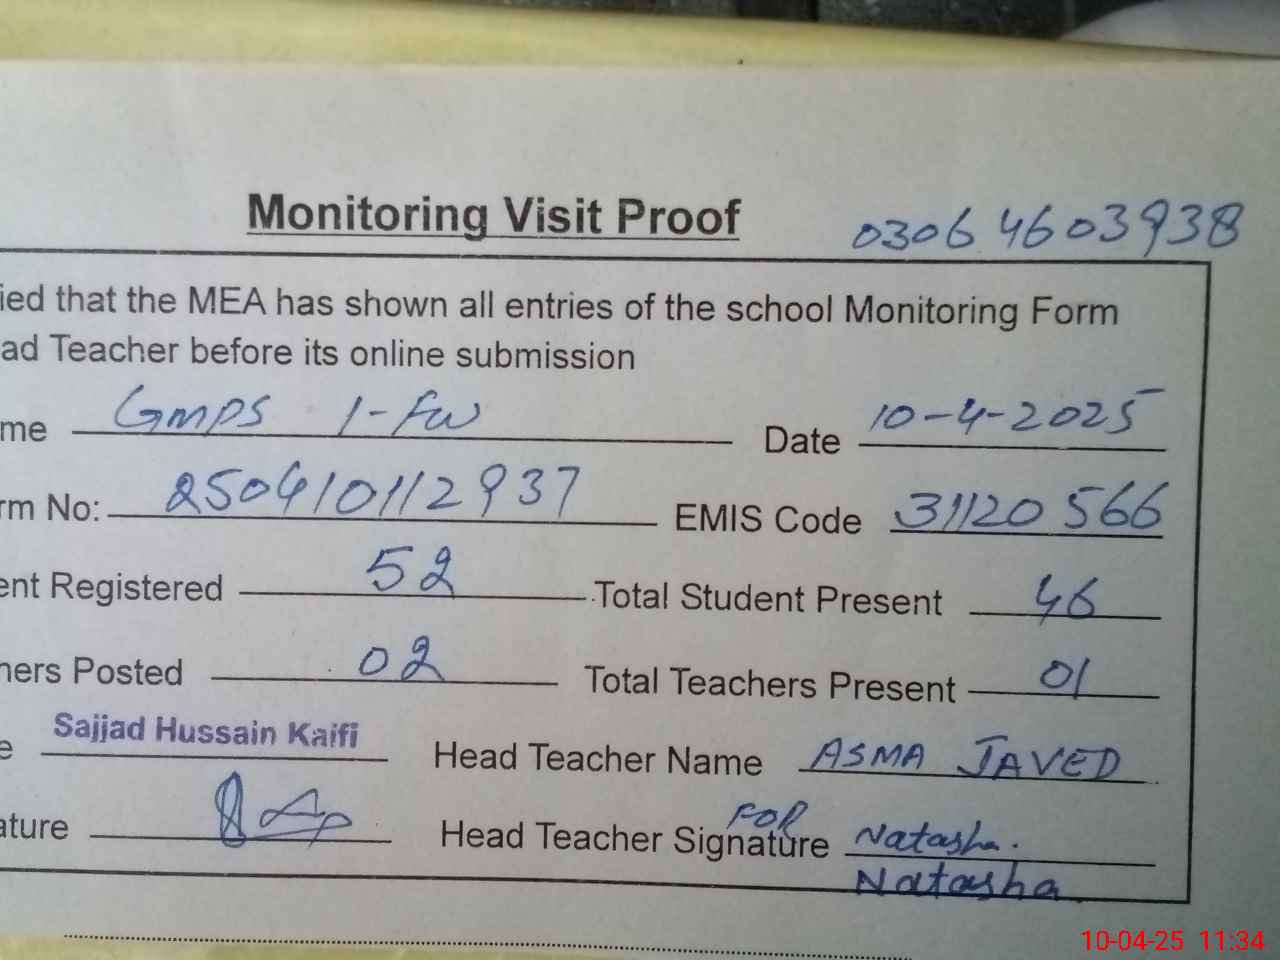 Monitoring Visit Proof 0306 4603938
ied that the MEA has shown all entries of the school Monitoring Form
ad Teacher before its online submission
me GMPS 1-FW Date 10-4-2025
rm No: 250410112937 EMIS Code 31120566
ent Registered 52 Total Student Present 46
hers Posted 02 Total Teachers Present 01
e Sajjad Hussain Kaifi Head Teacher Name ASMA JAVED
ature Head Teacher Signature FOR Natasha.
Natasha
10-04-25 11:34